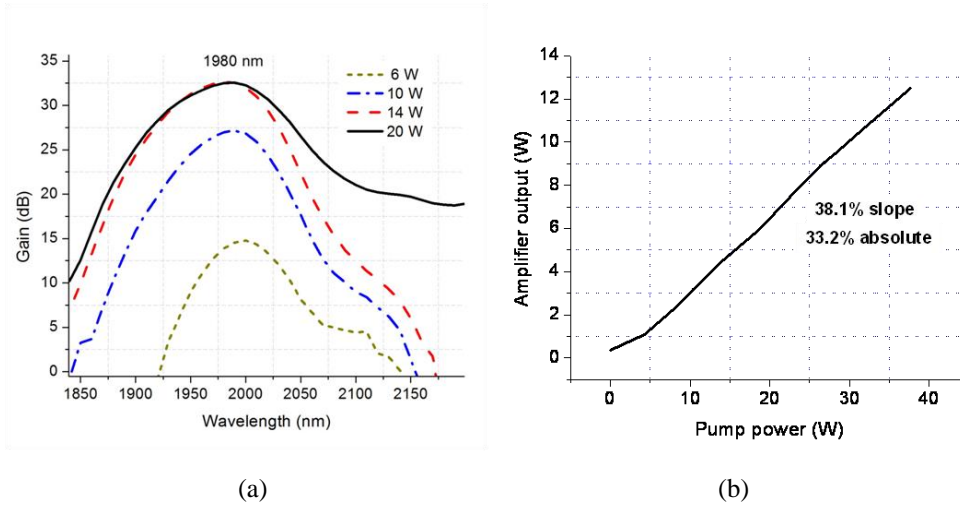 1980 nm
6 W
10 W
14 W
20 W
35
30
25
20
15
10
5
0
Gain (dB)
1850 1900 1950 2000 2050 2100 2150
Wavelength (nm)
(a)
14
12
10
8
6
4
2
0
Amplifier output (W)
38.1% slope
33.2% absolute
0 10 20 30 40
Pump power (W)
(b)